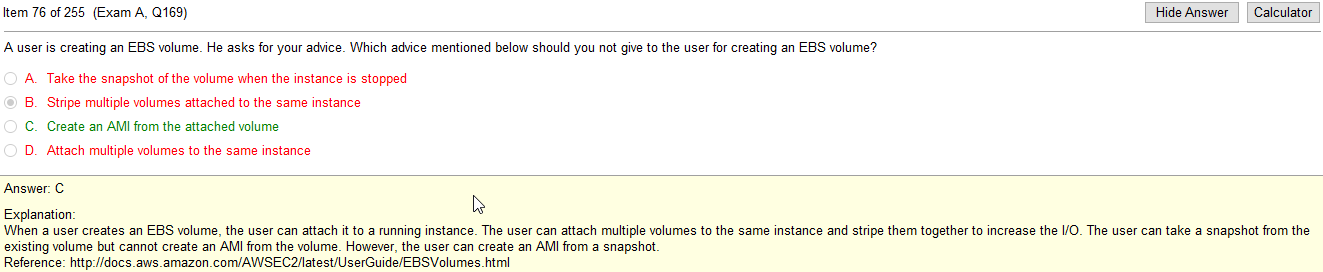 Item 76 of 255 (Exam A, Q169)
Hide Answer
Calculator
A user is creating an EBS volume. He asks for your advice. Which advice mentioned below should you not give to the user for creating an EBS volume?
A. Take the snapshot of the volume when the instance is stopped
B. Stripe multiple volumes attached to the same instance
C. Create an AMI from the attached volume
D. Attach multiple volumes to the same instance
Answer: C
Explanation:
When a user creates an EBS volume, the user can attach it to a running instance. The user can attach multiple volumes to the same instance and stripe them together to increase the I/O. The user can take a snapshot from the
existing volume but cannot create an AMI from the volume. However, the user can create an AMI from a snapshot.
Reference: http://docs.aws.amazon.com/AWSEC2/latest/UserGuide/EBSVolumes.html